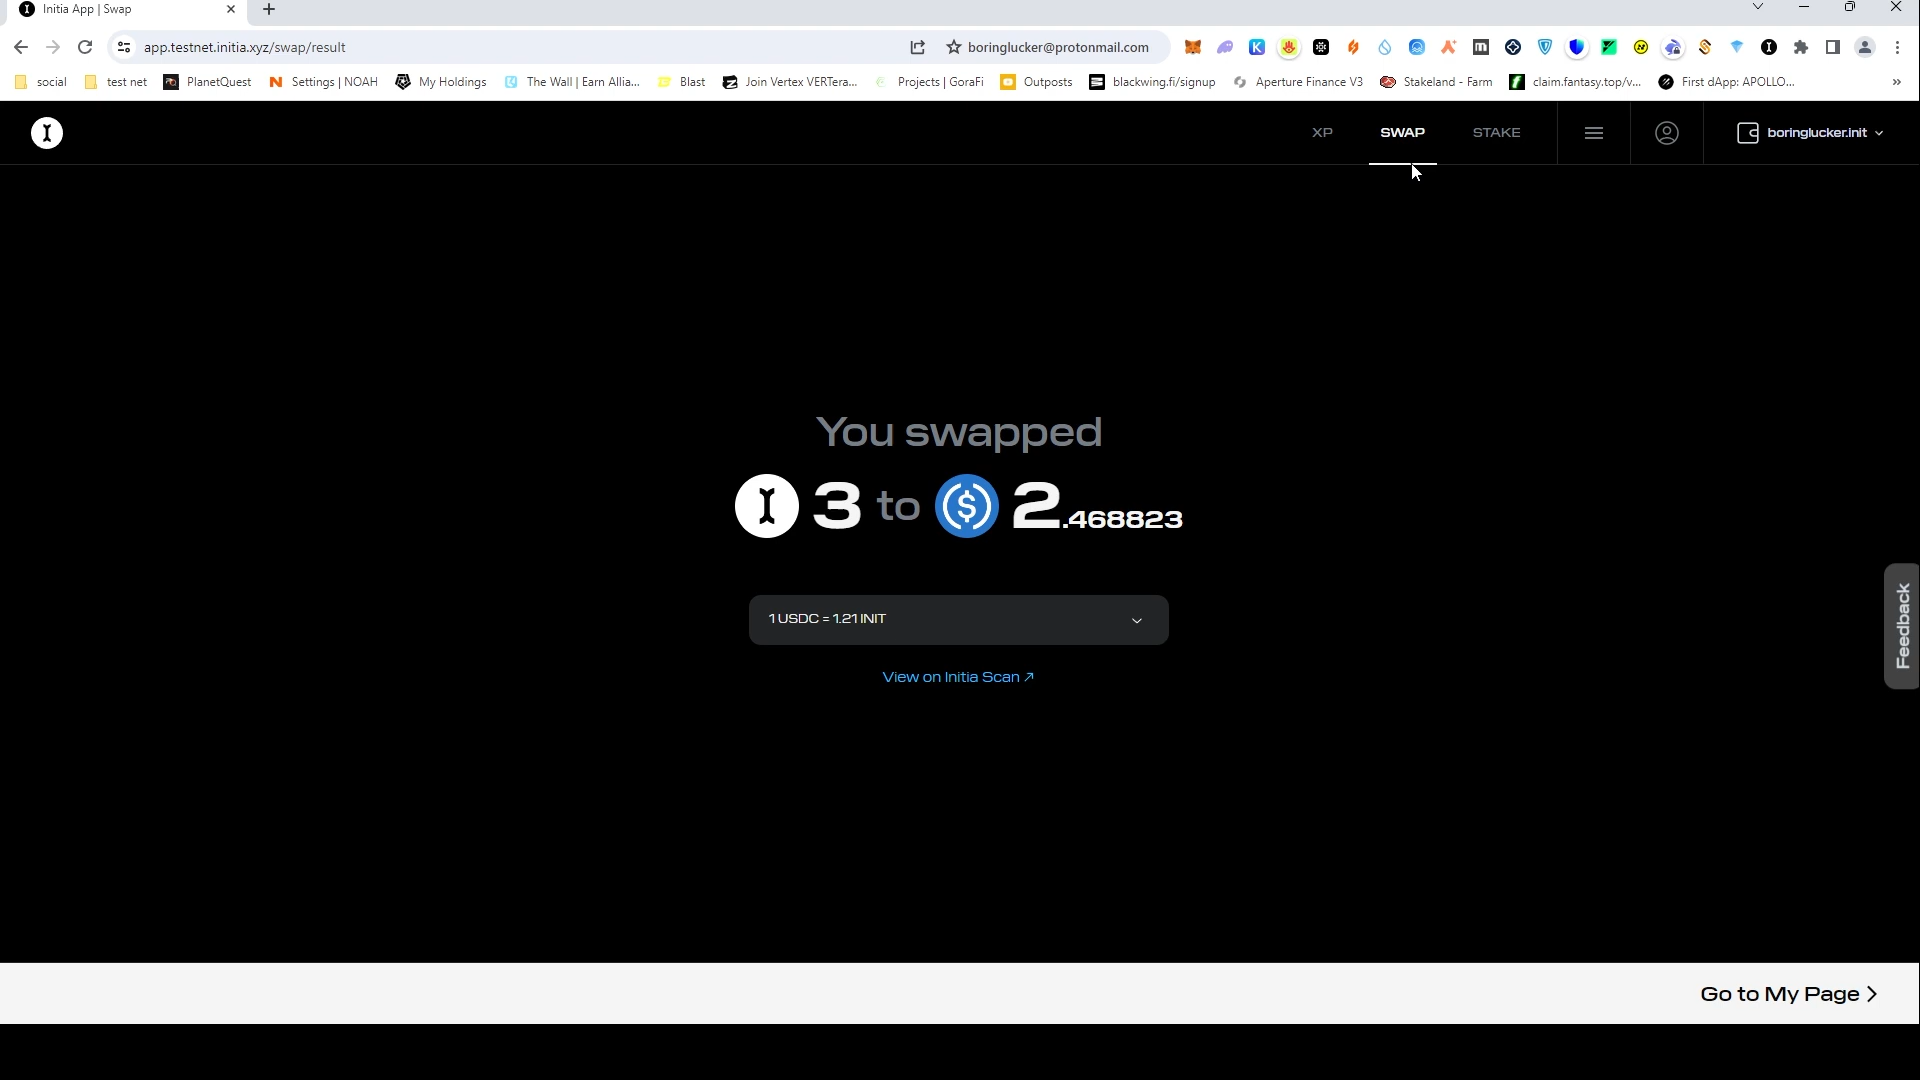 Initia App | Swap
app.testnet.initia.xyz/swap/result
boringlucker@protonmail.com
social
test net
PlanetQuest
Settings | NOAH
My Holdings
The Wall | Earn Allia...
Blast
Join Vertex VERTera...
Projects | GoraFi
Outposts
blackwing.fi/signup
Aperture Finance V3
Stakeland - Farm
claim.fantasy.top/v...
First dApp: APOLLO...
XP
SWAP
STAKE
boringlucker.init
You swapped
3 to 2.468823
1 USDC = 1.21 INIT
View on Initia Scan
Feedback
Go to My Page